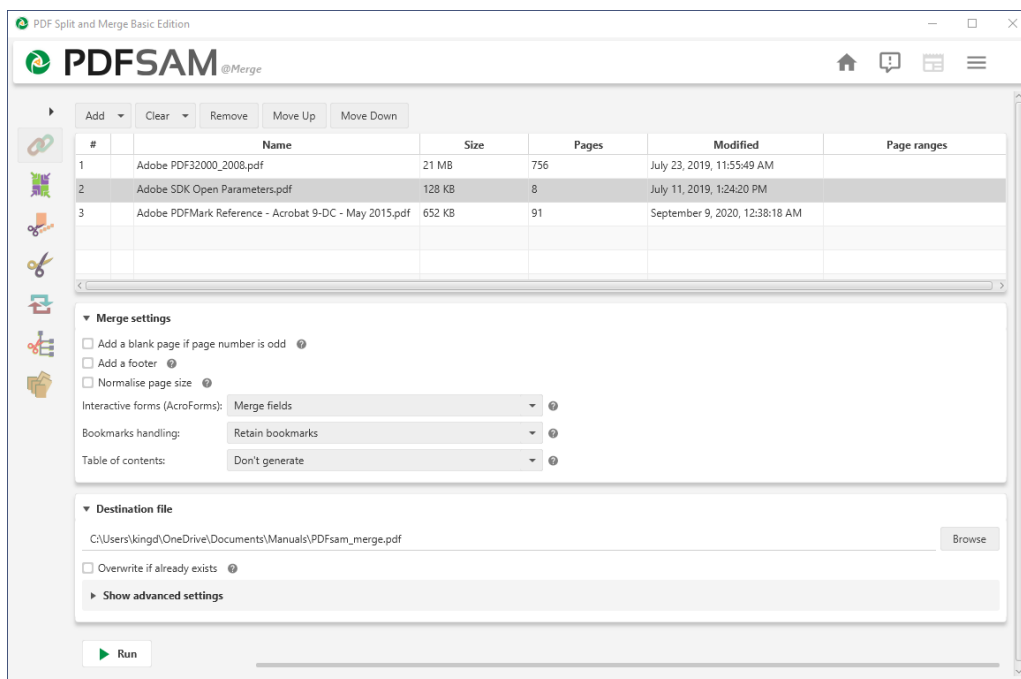 PDF Split and Merge Basic Edition
PDFSAM @Merge
Add Clear Remove Move Up Move Down
# Name Size Pages Modified Page ranges
1 Adobe PDF32000_2008.pdf 21 MB 756 July 23, 2019, 11:55:49 AM
2 Adobe SDK Open Parameters.pdf 128 KB 8 July 11, 2019, 1:24:20 PM
3 Adobe PDFMark Reference - Acrobat 9-DC - May 2015.pdf 652 KB 91 September 9, 2020, 12:38:18 AM
Merge settings
Add a blank page if page number is odd
Add a footer
Normalise page size
Interactive forms (AcroForms): Merge fields
Bookmarks handling: Retain bookmarks
Table of contents: Don't generate
Destination file
C:\Users\kingd\OneDrive\Documents\Manuals\PDFsam_merge.pdf Browse
Overwrite if already exists
Show advanced settings
Run